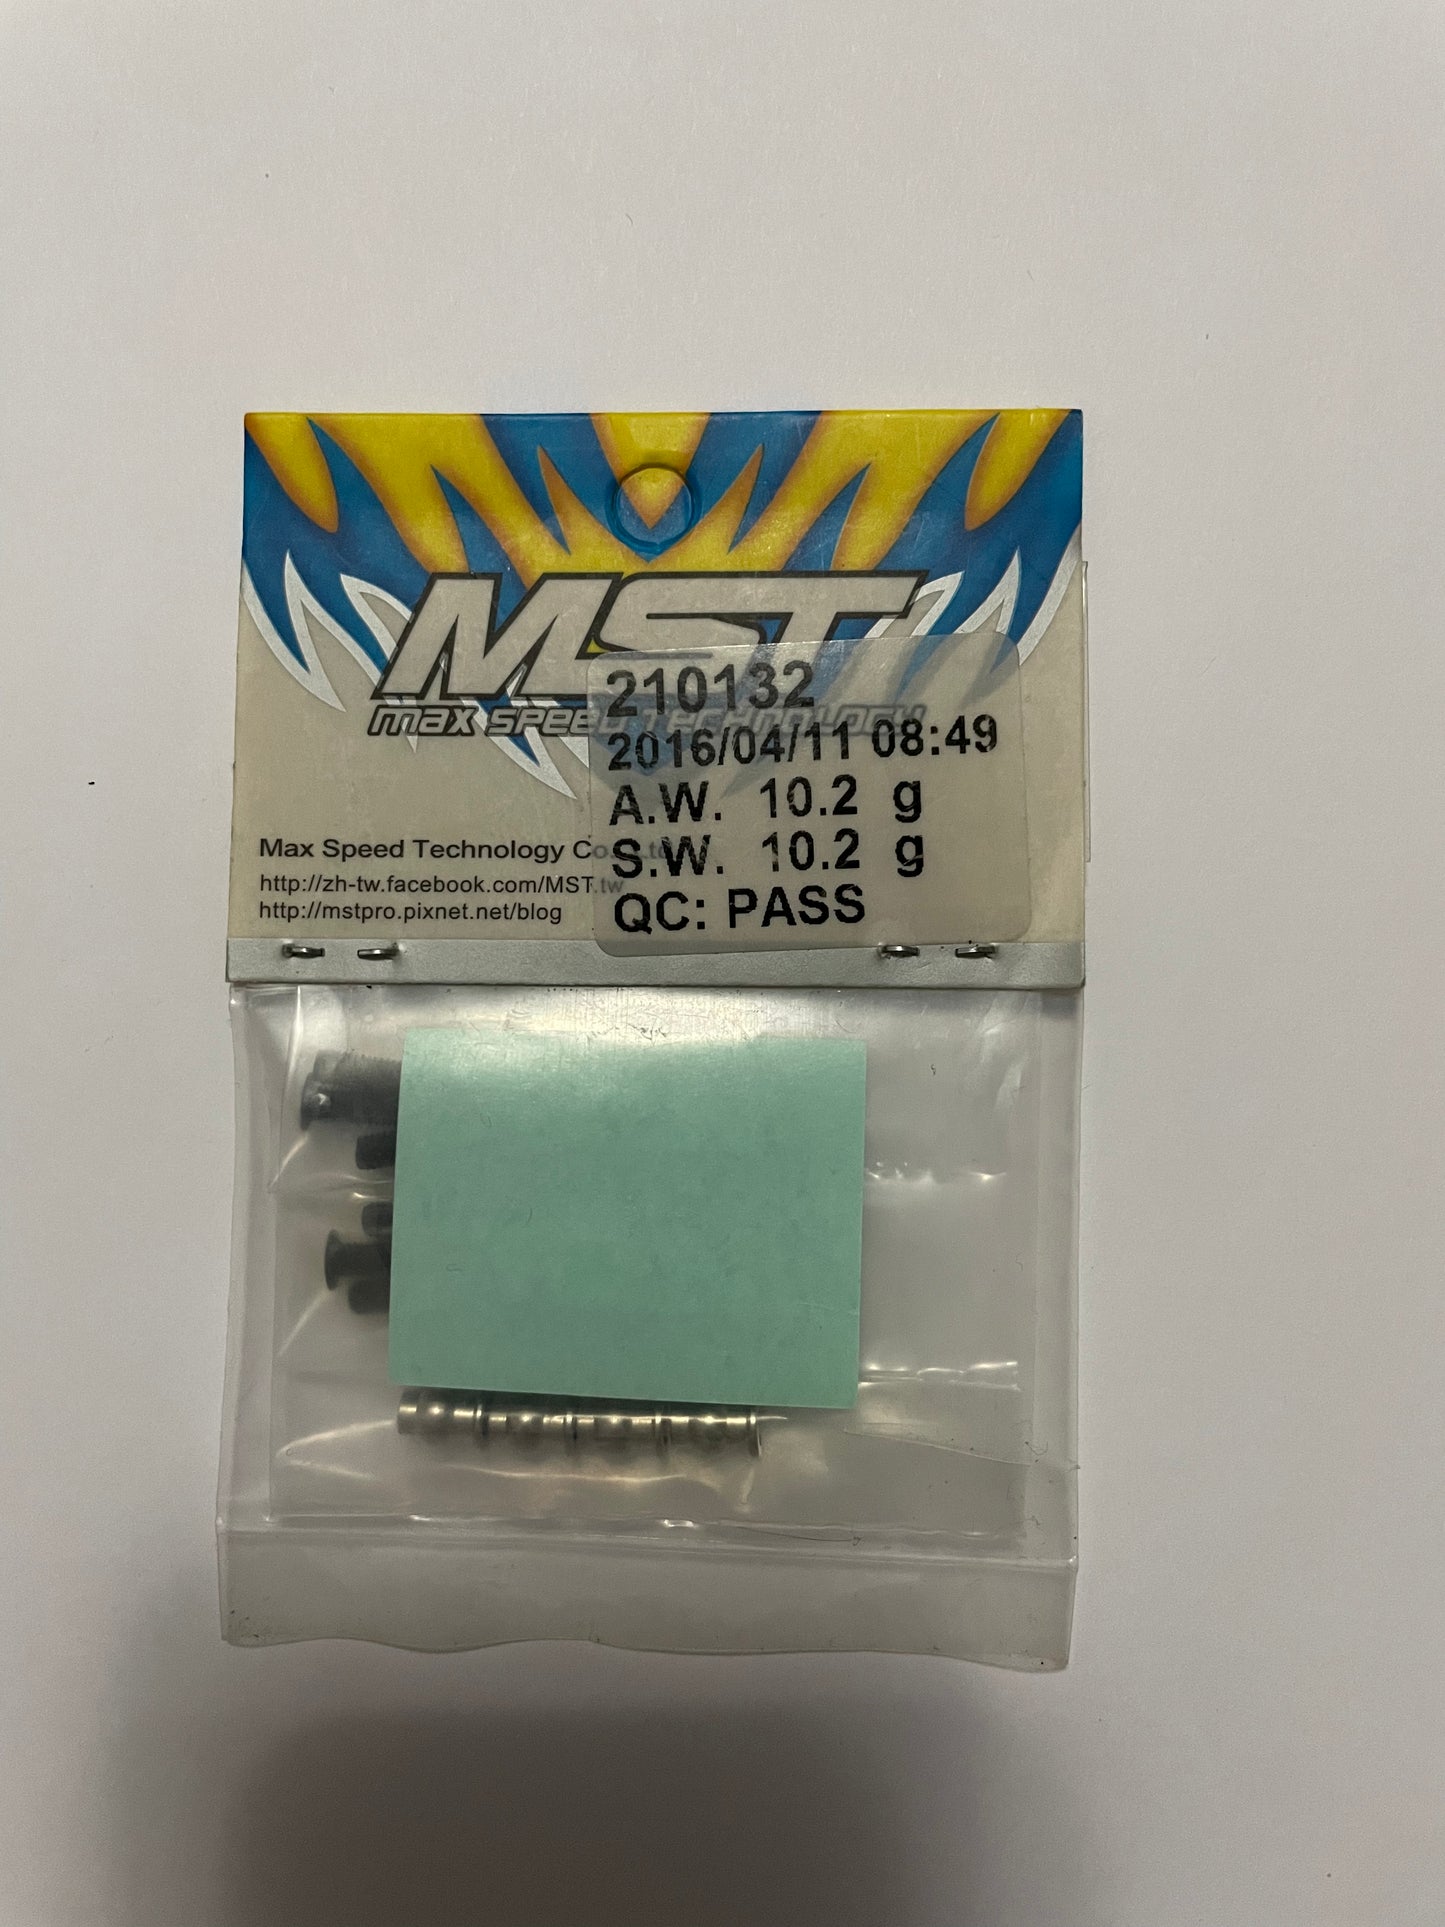 MST
MAX SPEED TECHNOLOGY
210132
2016/04/11 08:49
A.W. 10.2 g
S.W. 10.2 g
QC: PASS
Max Speed Technology Co., Ltd
http://zh-tw.facebook.com/MST.tw
http://mstpro.pixnet.net/blog